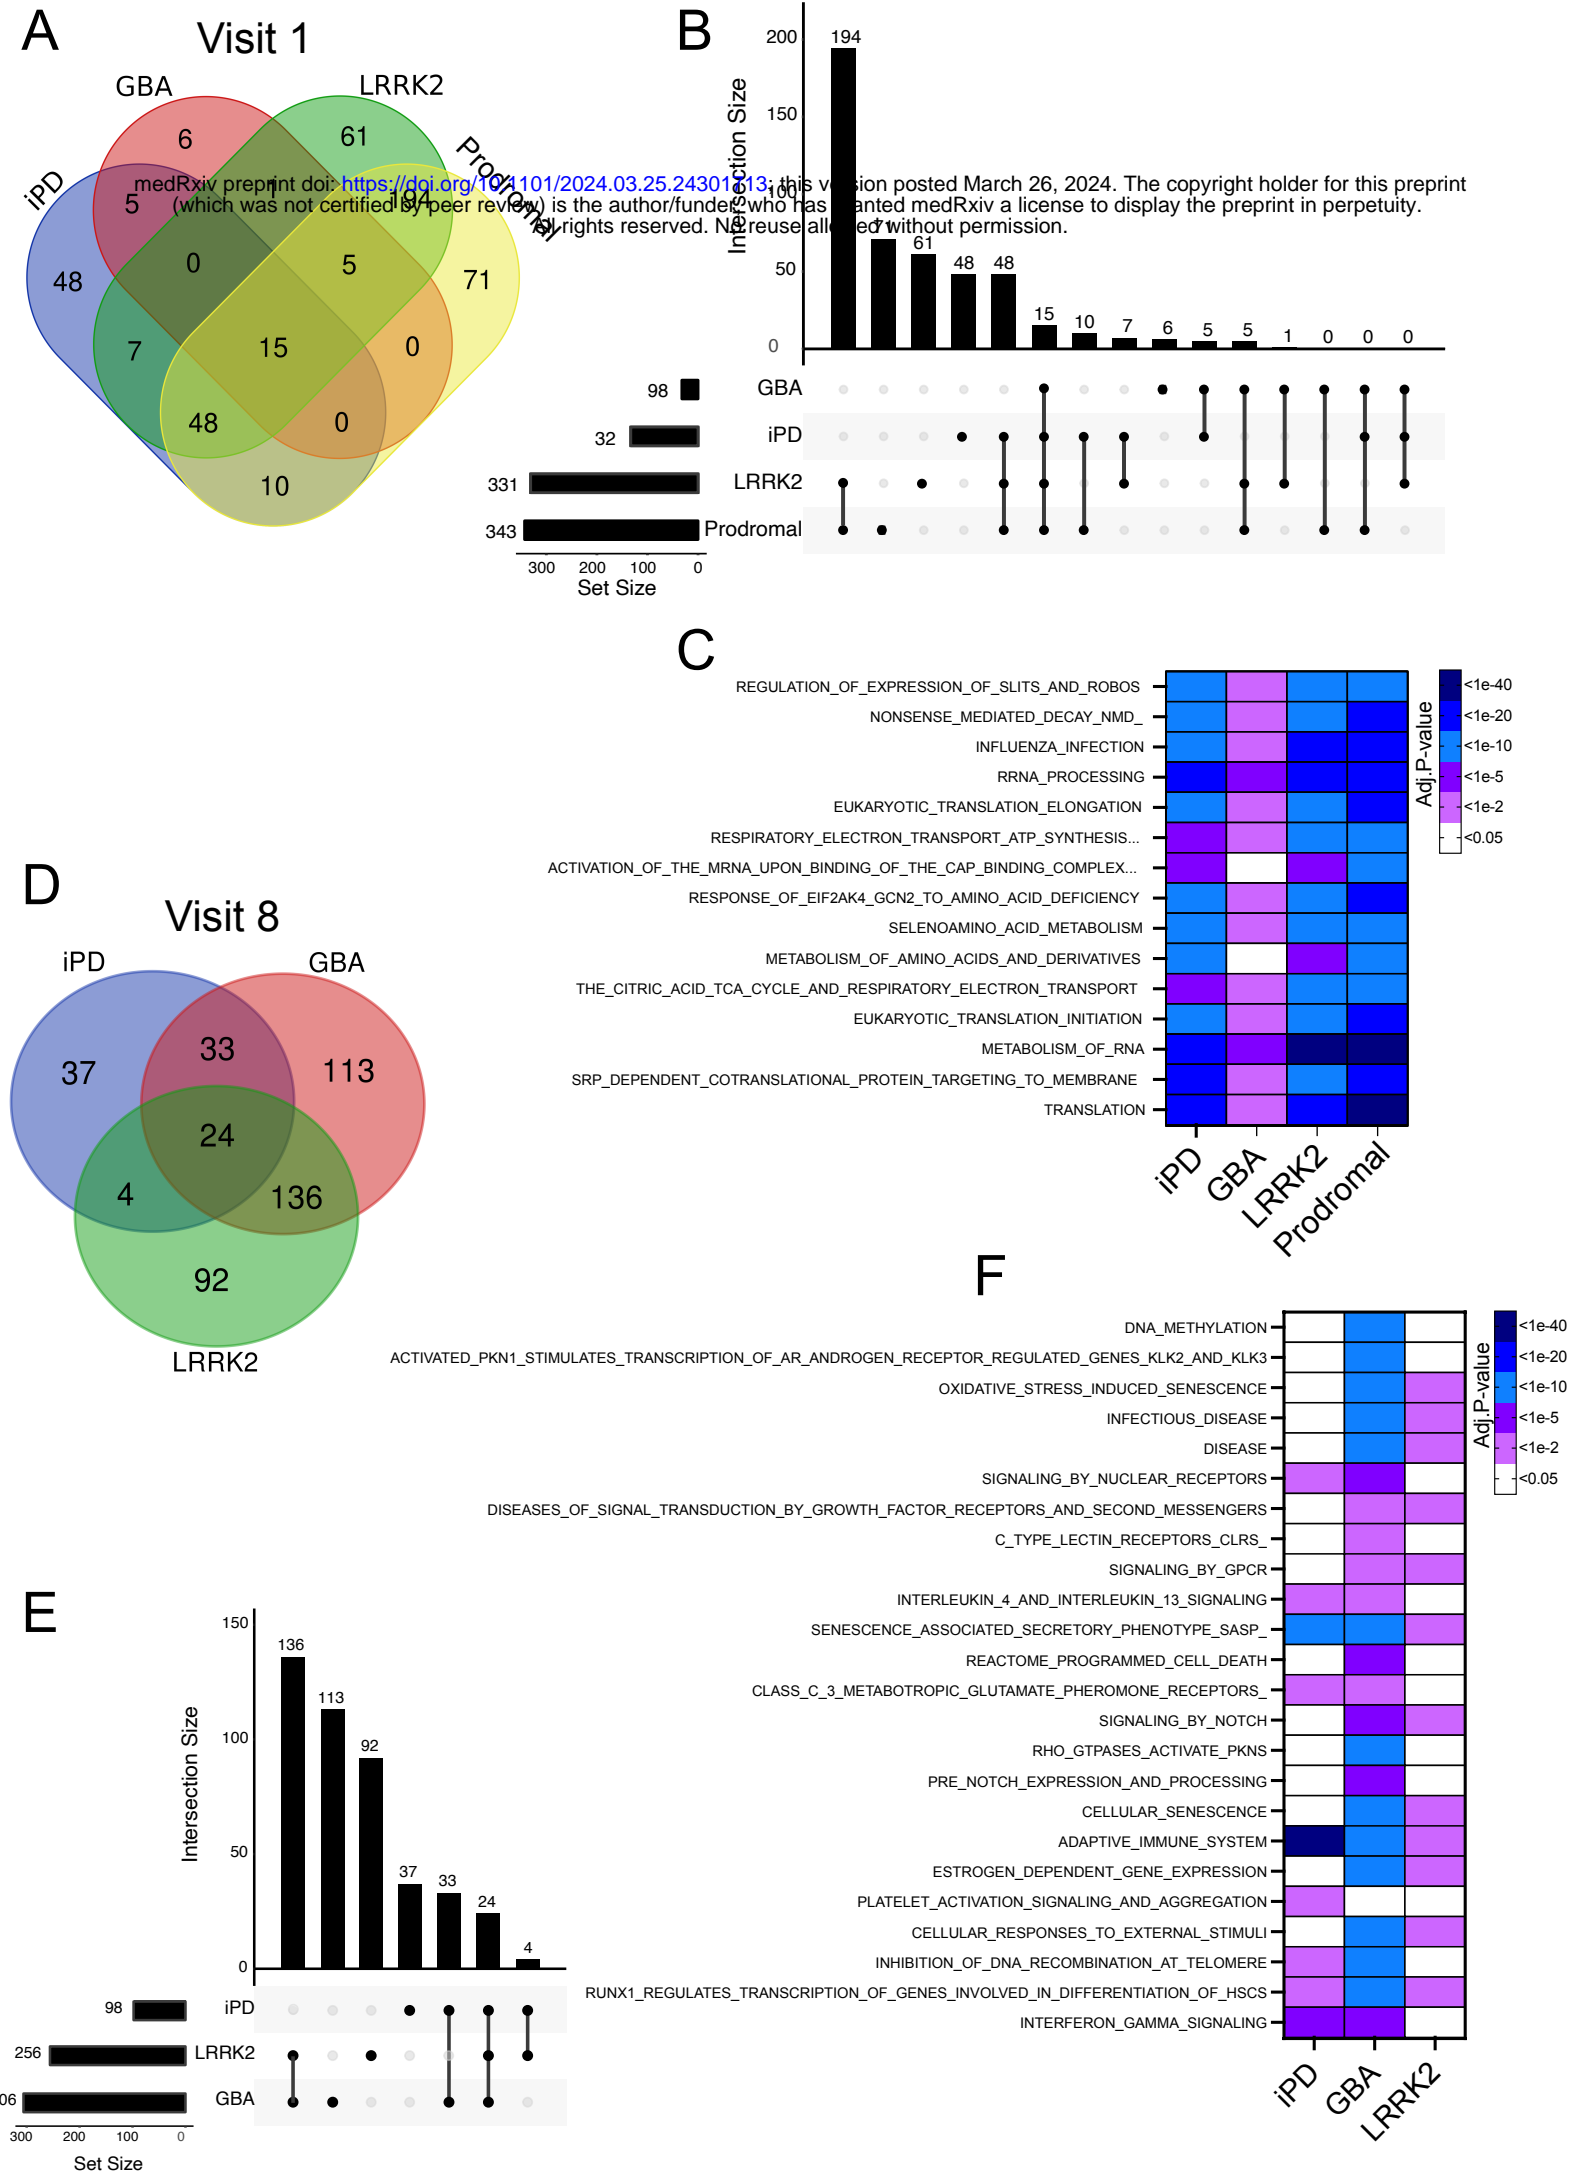 A
Visit 1
GBA
LRRK2
iPD
Prodromal
6
61
5
1
194
48
0
5
71
7
15
0
48
0
10
medRxiv preprint doi: https://doi.org/10.1101/2024.03.25.24301713; this version posted March 26, 2024. The copyright holder for this preprint
(which was not certified by peer review) is the author/funder, who has granted medRxiv a license to display the preprint in perpetuity.
All rights reserved. No reuse allowed without permission.
B
Intersection Size
200
150
100
50
0
194
71
61
48
48
15
10
7
6
5
5
1
0
0
0
98
GBA
32
iPD
331
LRRK2
343
Prodromal
300
200
100
0
Set Size
C
REGULATION_OF_EXPRESSION_OF_SLITS_AND_ROBOS
NONSENSE_MEDIATED_DECAY_NMD_
INFLUENZA_INFECTION
RRNA_PROCESSING
EUKARYOTIC_TRANSLATION_ELONGATION
RESPIRATORY_ELECTRON_TRANSPORT_ATP_SYNTHESIS...
ACTIVATION_OF_THE_MRNA_UPON_BINDING_OF_THE_CAP_BINDING_COMPLEX...
RESPONSE_OF_EIF2AK4_GCN2_TO_AMINO_ACID_DEFICIENCY
SELENOAMINO_ACID_METABOLISM
METABOLISM_OF_AMINO_ACIDS_AND_DERIVATIVES
THE_CITRIC_ACID_TCA_CYCLE_AND_RESPIRATORY_ELECTRON_TRANSPORT
EUKARYOTIC_TRANSLATION_INITIATION
METABOLISM_OF_RNA
SRP_DEPENDENT_COTRANSLATIONAL_PROTEIN_TARGETING_TO_MEMBRANE
TRANSLATION
iPD
GBA
LRRK2
Prodromal
Adj.P-value
<1e-40
<1e-20
<1e-10
<1e-5
<1e-2
<0.05
D
Visit 8
iPD
GBA
37
33
113
24
4
136
92
LRRK2
E
Intersection Size
150
100
50
0
136
113
92
37
33
24
4
98
iPD
256
LRRK2
06
GBA
300
200
100
0
Set Size
F
DNA_METHYLATION
ACTIVATED_PKN1_STIMULATES_TRANSCRIPTION_OF_AR_ANDROGEN_RECEPTOR_REGULATED_GENES_KLK2_AND_KLK3
OXIDATIVE_STRESS_INDUCED_SENESCENCE
INFECTIOUS_DISEASE
DISEASE
SIGNALING_BY_NUCLEAR_RECEPTORS
DISEASES_OF_SIGNAL_TRANSDUCTION_BY_GROWTH_FACTOR_RECEPTORS_AND_SECOND_MESSENGERS
C_TYPE_LECTIN_RECEPTORS_CLRS_
SIGNALING_BY_GPCR
INTERLEUKIN_4_AND_INTERLEUKIN_13_SIGNALING
SENESCENCE_ASSOCIATED_SECRETORY_PHENOTYPE_SASP_
REACTOME_PROGRAMMED_CELL_DEATH
CLASS_C_3_METABOTROPIC_GLUTAMATE_PHEROMONE_RECEPTORS_
SIGNALING_BY_NOTCH
RHO_GTPASES_ACTIVATE_PKNS
PRE_NOTCH_EXPRESSION_AND_PROCESSING
CELLULAR_SENESCENCE
ADAPTIVE_IMMUNE_SYSTEM
ESTROGEN_DEPENDENT_GENE_EXPRESSION
PLATELET_ACTIVATION_SIGNALING_AND_AGGREGATION
CELLULAR_RESPONSES_TO_EXTERNAL_STIMULI
INHIBITION_OF_DNA_RECOMBINATION_AT_TELOMERE
RUNX1_REGULATES_TRANSCRIPTION_OF_GENES_INVOLVED_IN_DIFFERENTIATION_OF_HSCS
INTERFERON_GAMMA_SIGNALING
iPD
GBA
LRRK2
Adj.P-value
<1e-40
<1e-20
<1e-10
<1e-5
<1e-2
<0.05